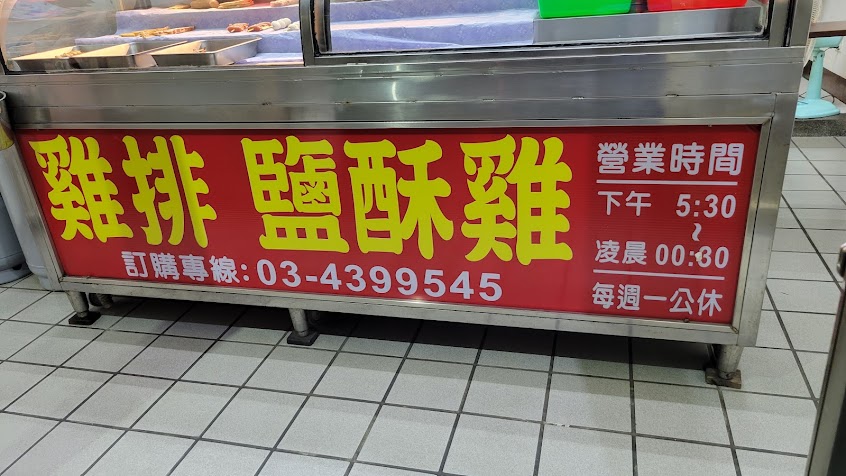 雞排 鹽酥雞
訂購專線：03-4399545
營業時間
下午 5:30
~
凌晨 00:30
每週一公休